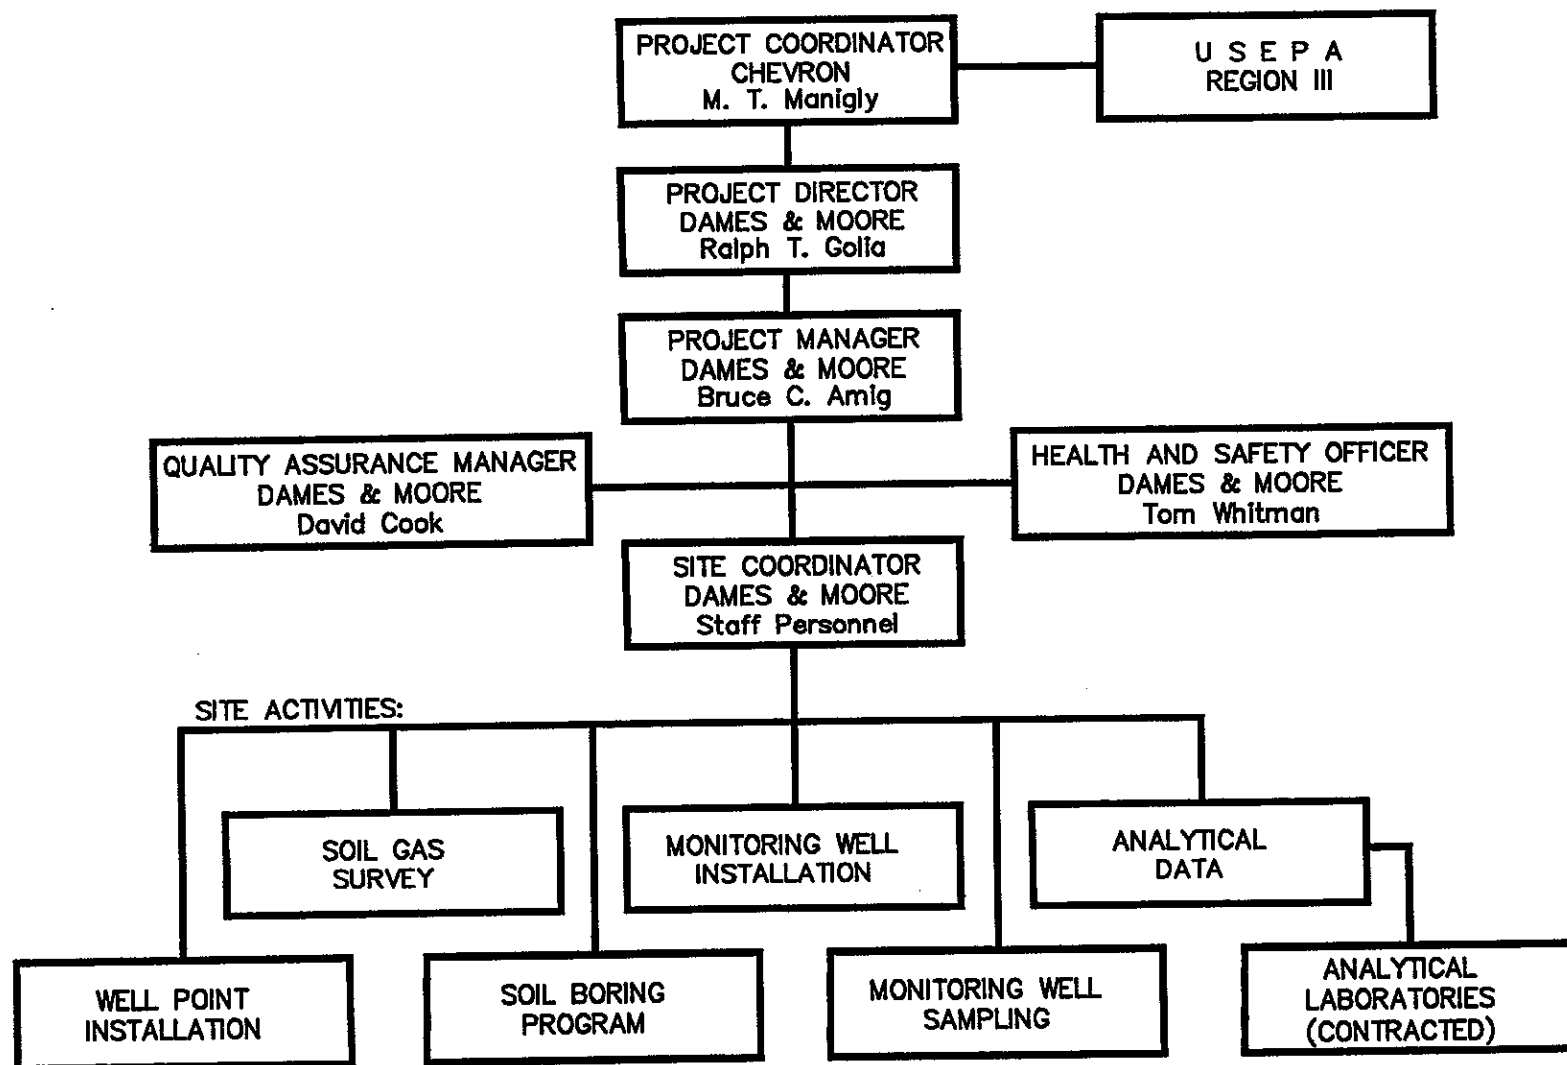 PROJECT COORDINATOR
CHEVRON
M. T. Manigly
U S E P A
REGION III
PROJECT DIRECTOR
DAMES & MOORE
Ralph T. Golla
PROJECT MANAGER
DAMES & MOORE
Bruce C. Amig
QUALITY ASSURANCE MANAGER
DAMES & MOORE
David Cook
HEALTH AND SAFETY OFFICER
DAMES & MOORE
Tom Whitman
SITE COORDINATOR
DAMES & MOORE
Staff Personnel
SITE ACTIVITIES:
SOIL GAS
SURVEY
MONITORING WELL
INSTALLATION
ANALYTICAL
DATA
WELL POINT
INSTALLATION
SOIL BORING
PROGRAM
MONITORING WELL
SAMPLING
ANALYTICAL
LABORATORIES
(CONTRACTED)